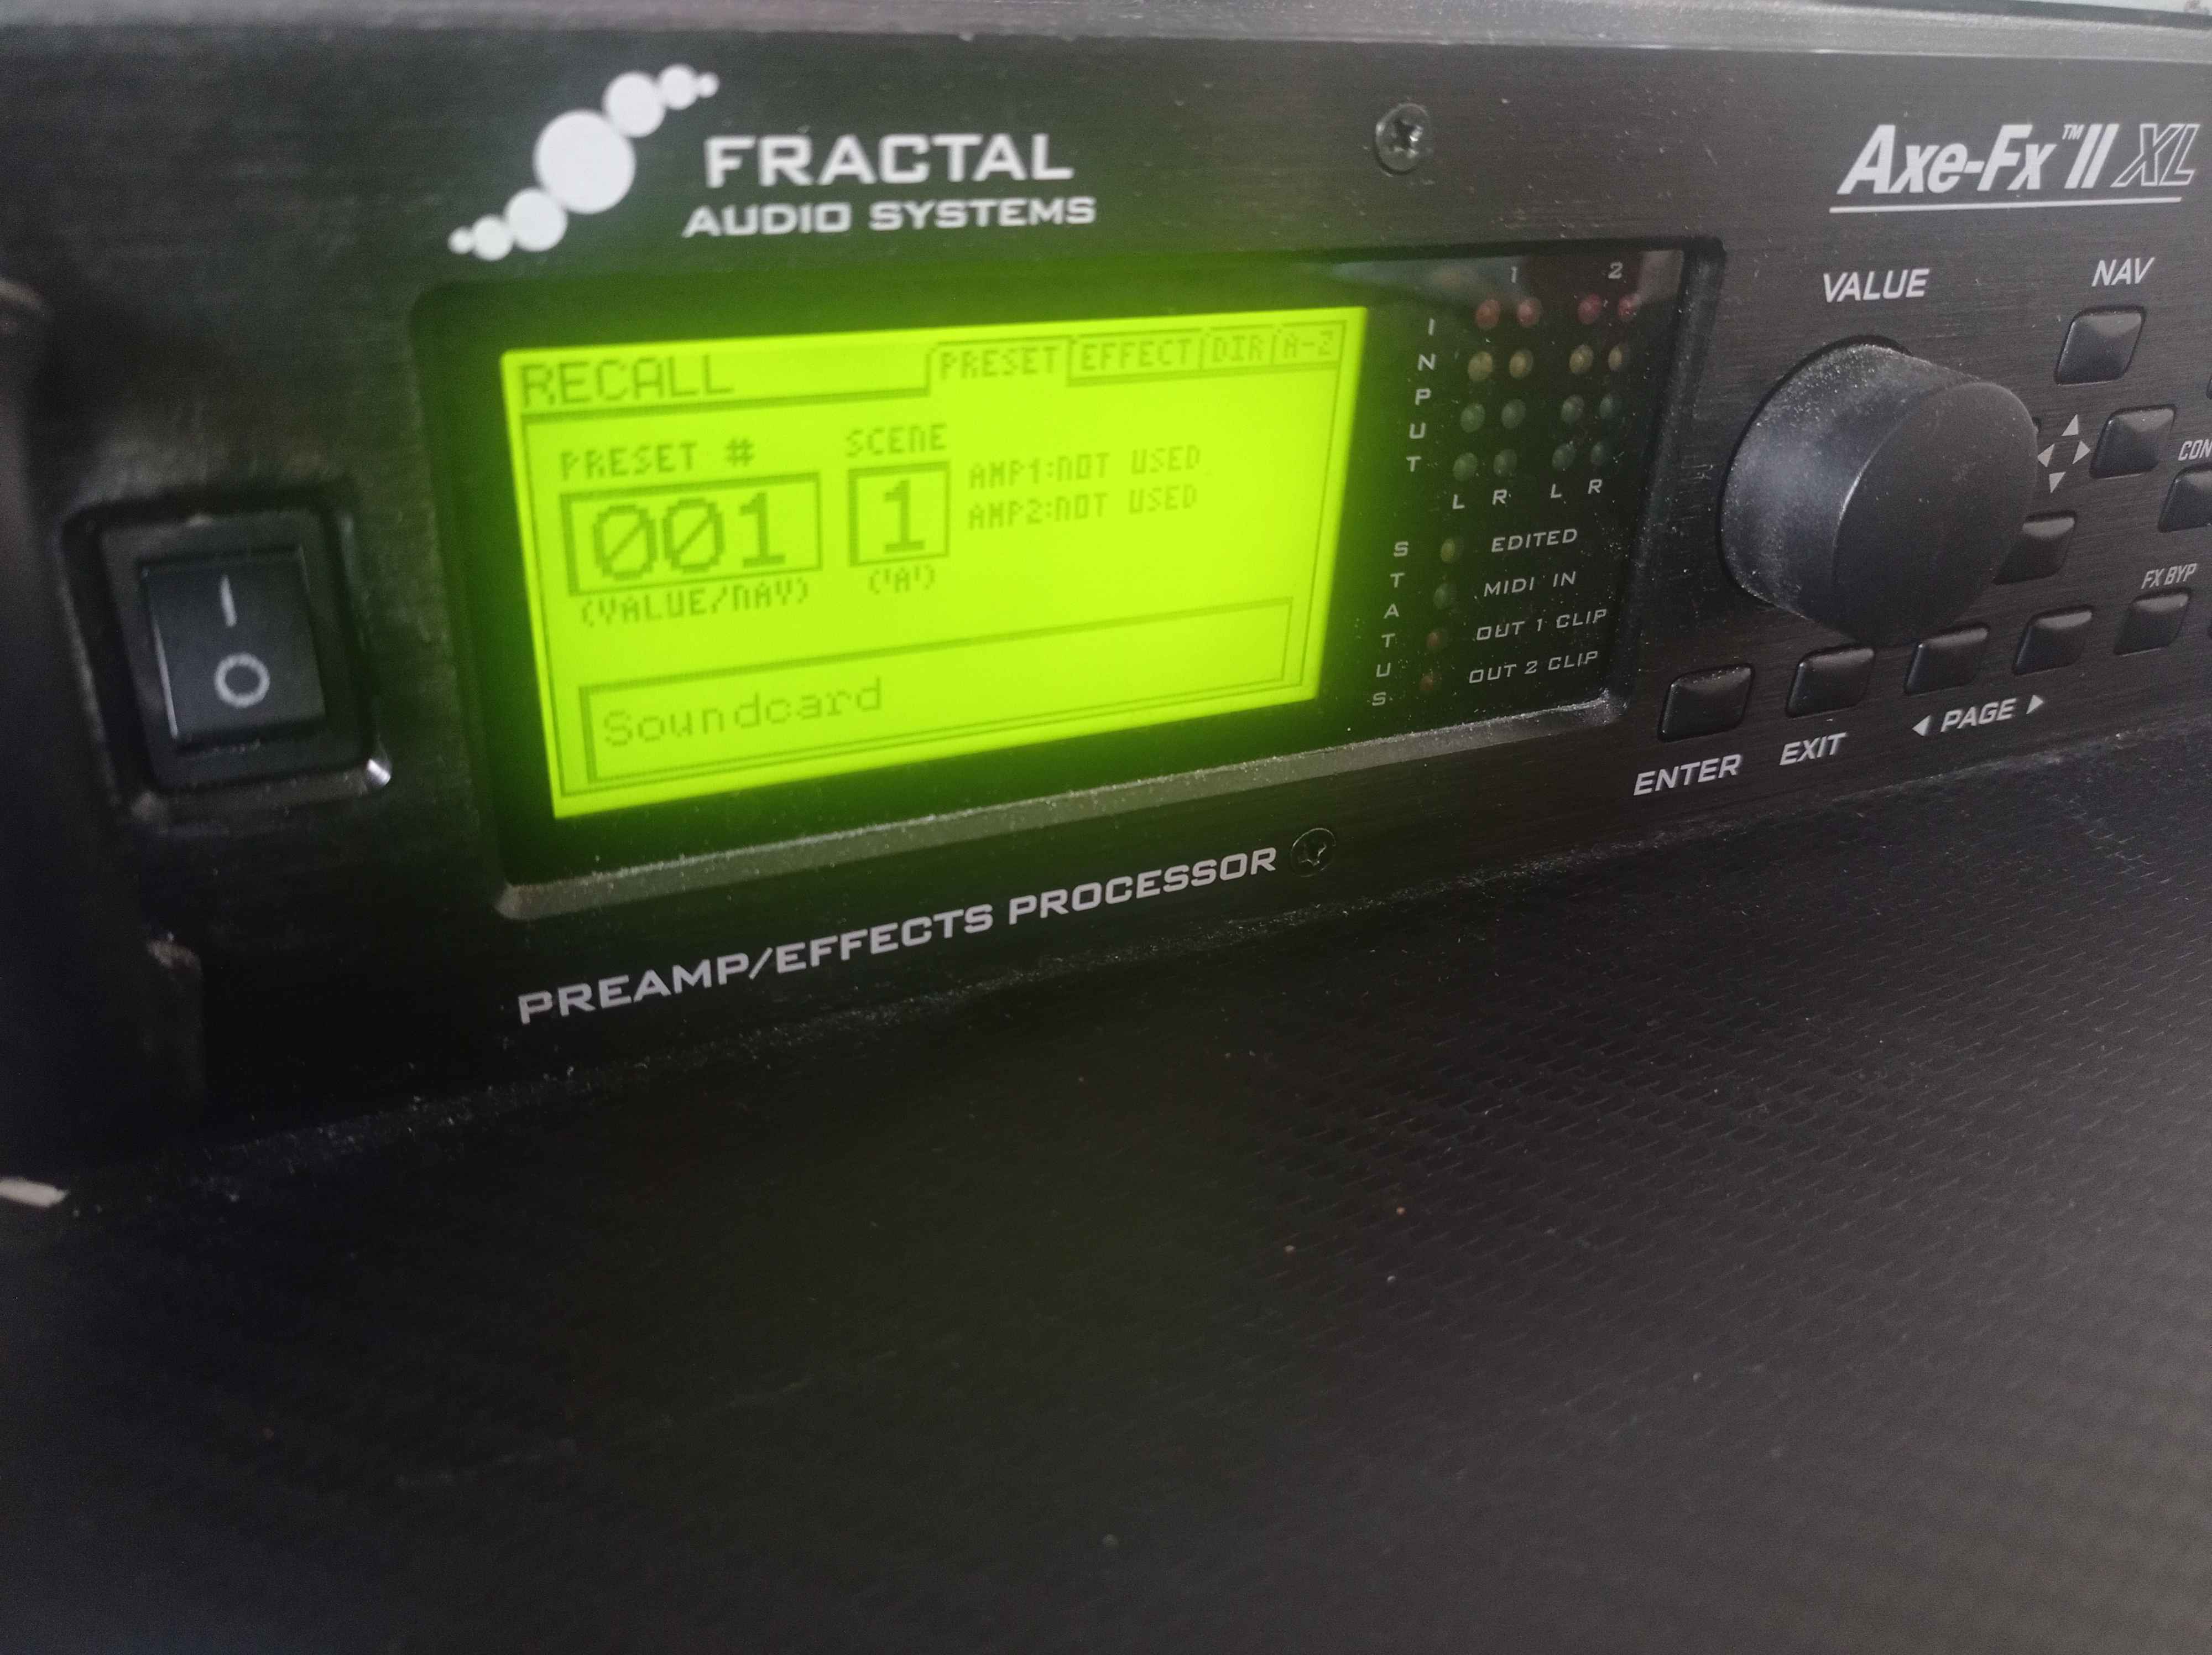 FRACTAL
AUDIO SYSTEMS
Axe-Fx™ II XL
RECALL
PRESET EFFECT DIR A-Z
PRESET #
SCENE
001
1
AMP1:NOT USED
AMP2:NOT USED
(VALUE/NAV)
('A')
Soundcard
1 2
INPUT
L R L R
STATUS
EDITED
MIDI IN
OUT 1 CLIP
OUT 2 CLIP
VALUE
NAV
CON
FX BYP
ENTER
EXIT
◀ PAGE ▶
I
O
PREAMP/EFFECTS PROCESSOR